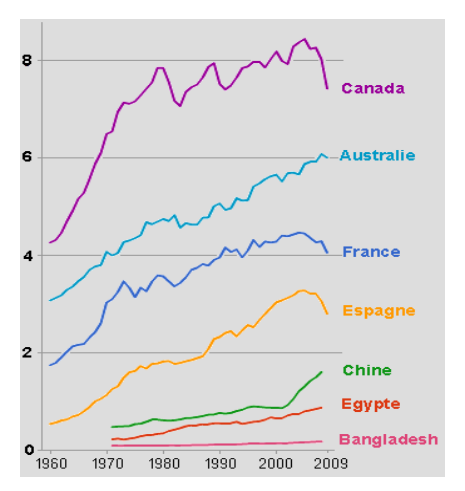 8
Canada
6
Australie
4
France
Espagne
2
Chine
Egypte
Bangladesh
0
1960 1970 1980 1990 2000 2009